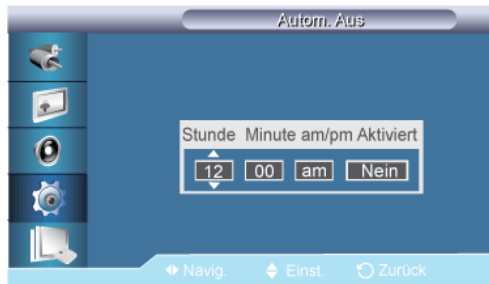 Autom. Aus
Stunde Minute am/pm Aktiviert
12 00 am Nein
Navig. Einst. Zurück